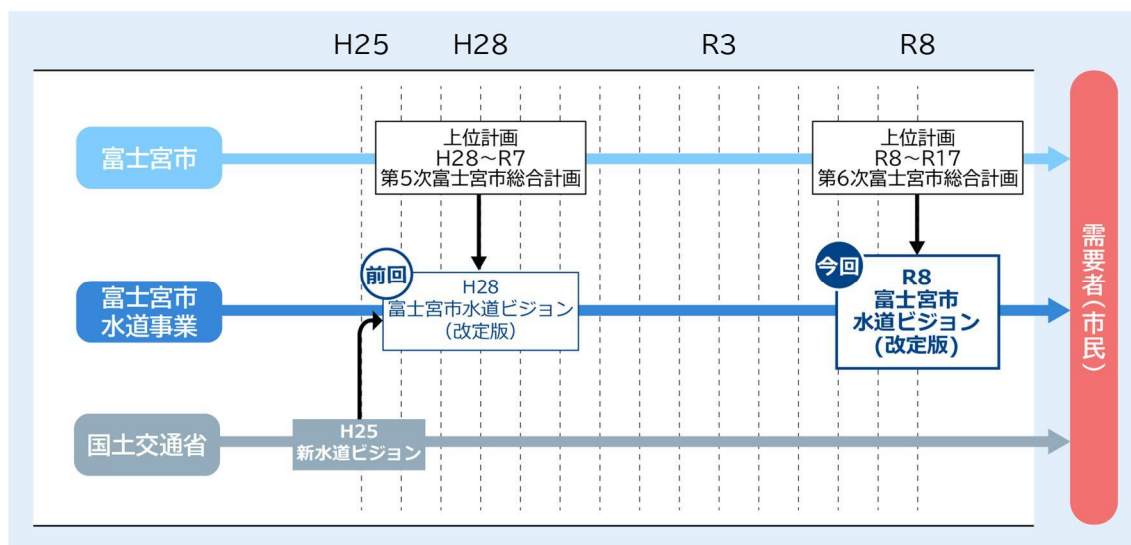 H25 H28 R3 R8
富士宮市
上位計画
H28～R7
第5次富士宮市総合計画
上位計画
R8～R17
第6次富士宮市総合計画
富士宮市
水道事業
前回
H28
富士宮市水道ビジョン
（改定版）
今回
R8
富士宮市
水道ビジョン
(改定版)
国土交通省
H25
新水道ビジョン
需要者(市民)